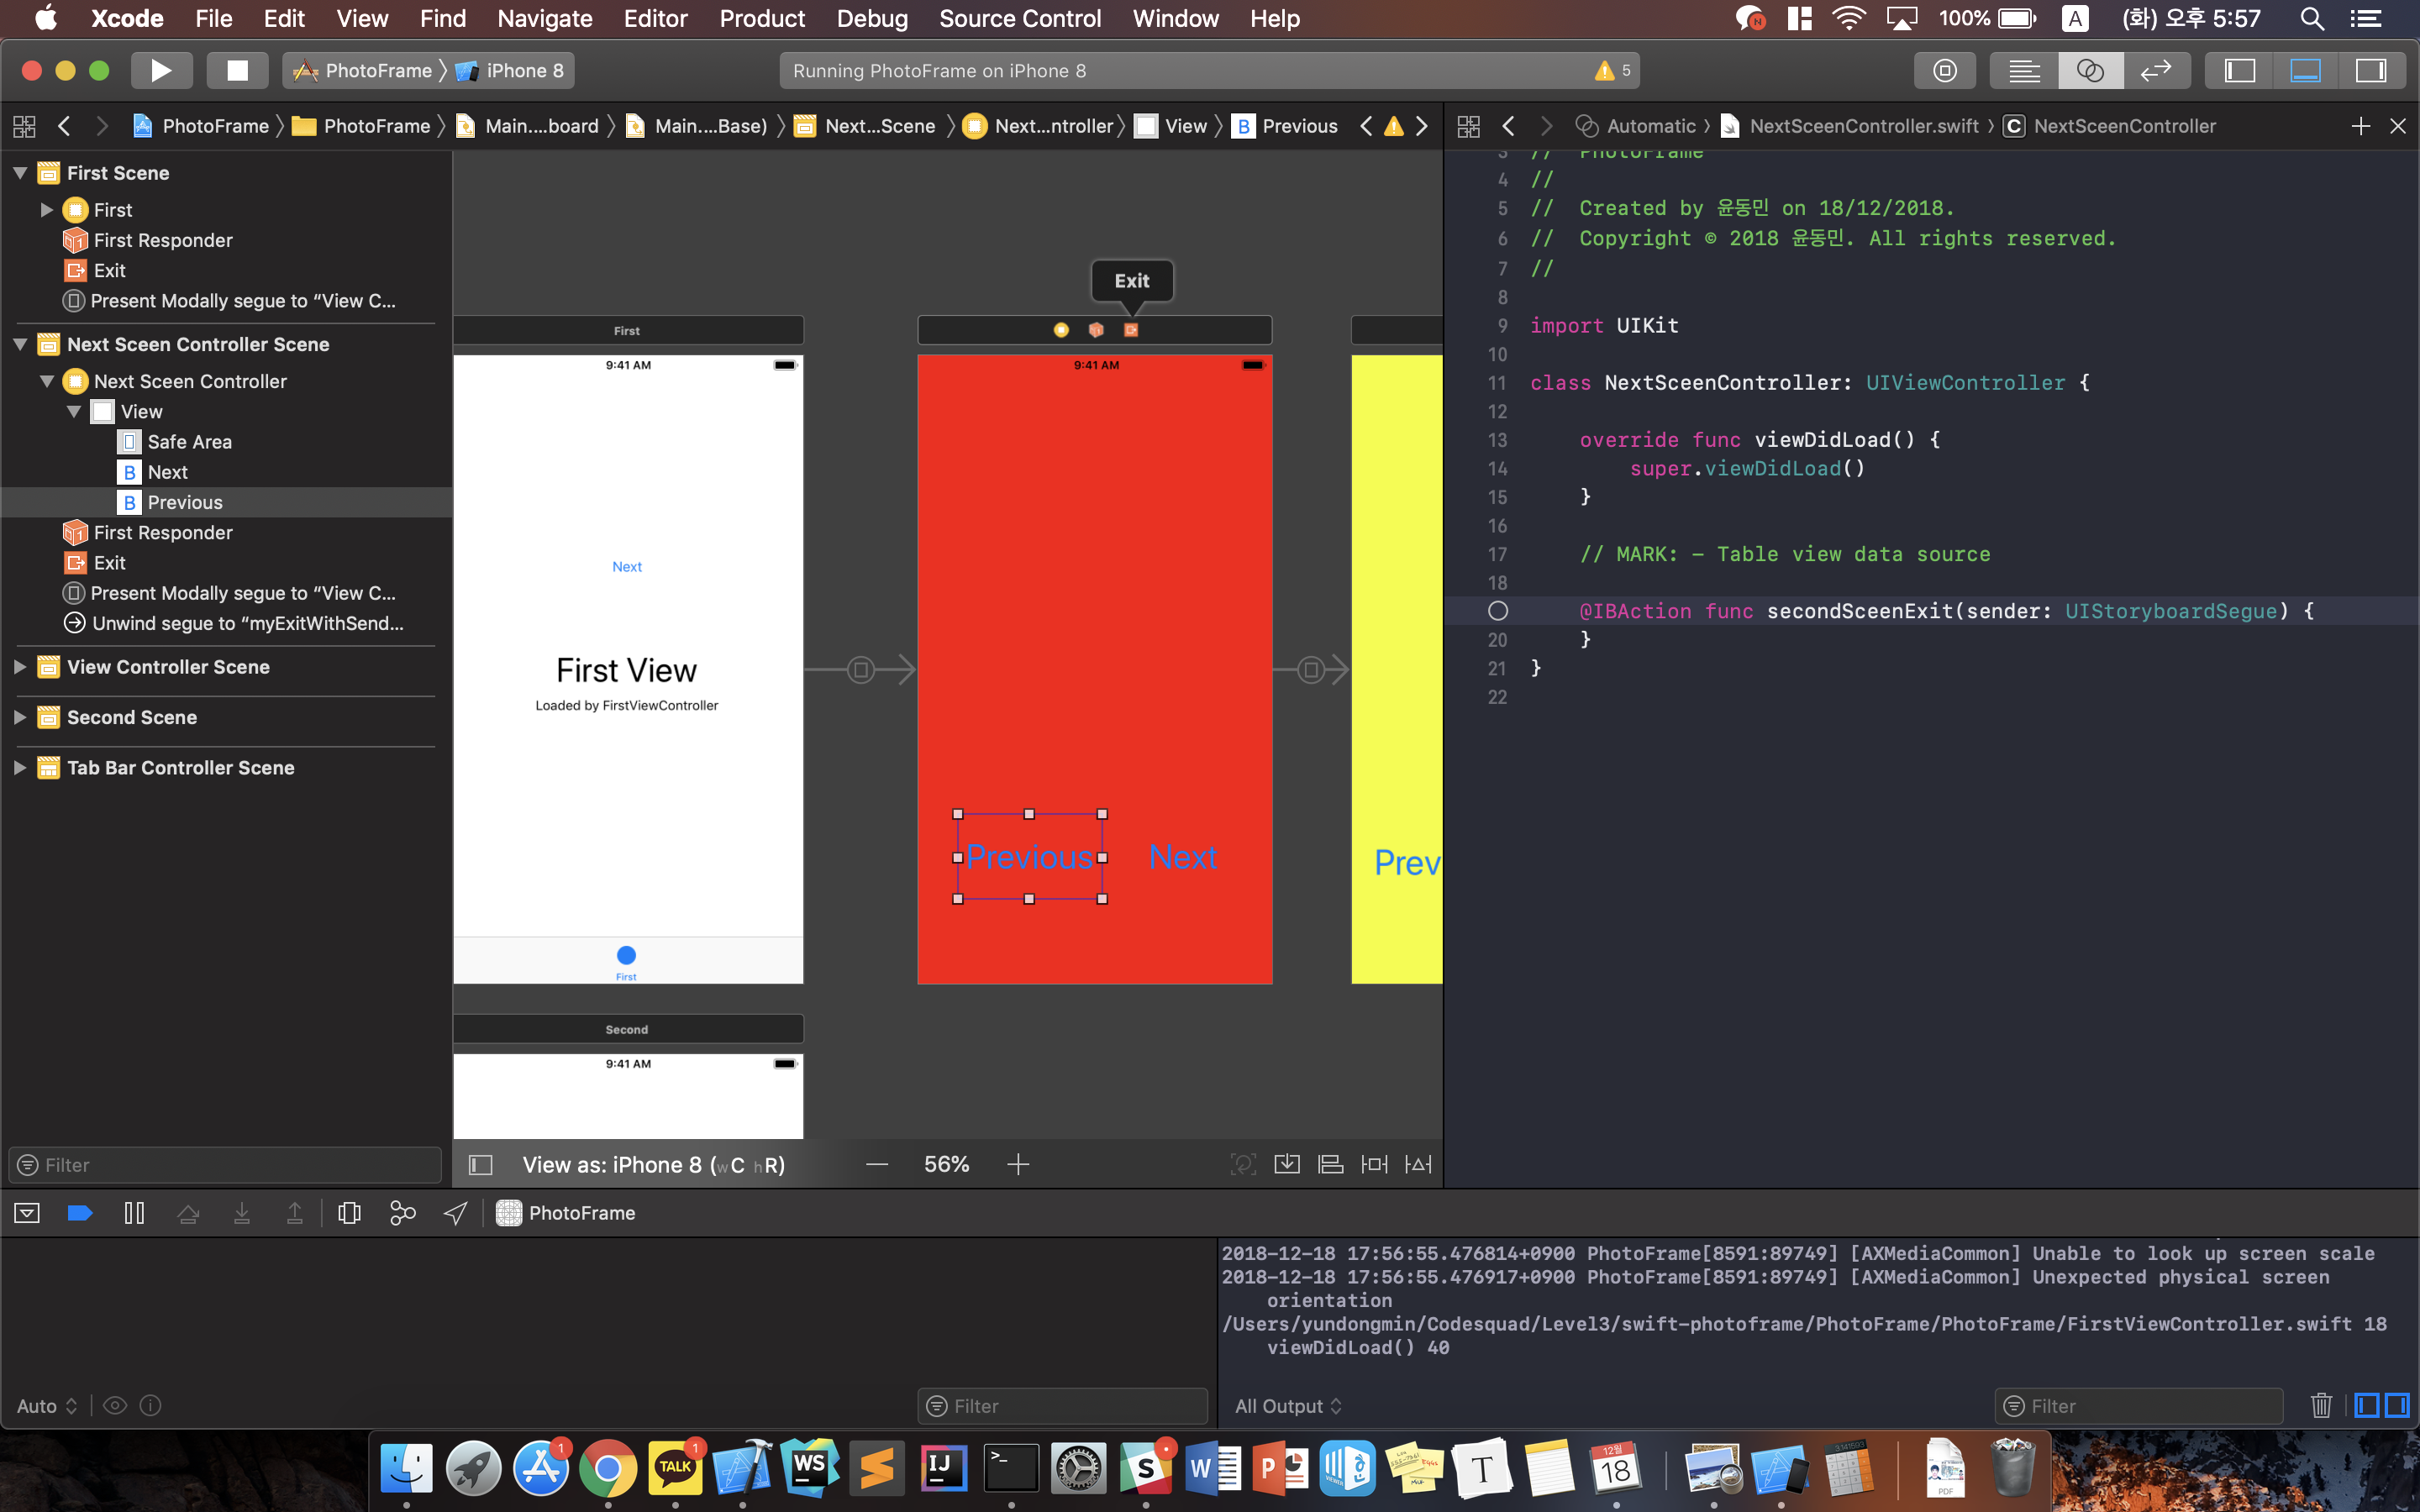 Xcode File Edit View Find Navigate Editor Product Debug Source Control Window Help 100% A (화) 오후 5:57
PhotoFrame iPhone 8 Running PhotoFrame on iPhone 8 5
PhotoFrame PhotoFrame Main....board Main....Base) Next...Scene Next...ntroller View B Previous
Automatic NextSceenController.swift C NextSceenController
First Scene
First
First Responder
Exit
Present Modally segue to “View C...
Next Sceen Controller Scene
Next Sceen Controller
View
Safe Area
B Next
B Previous
First Responder
Exit
Present Modally segue to “View C...
Unwind segue to “myExitWithSend...
View Controller Scene
Second Scene
Tab Bar Controller Scene
Filter
Exit
First
9:41 AM
Next
First View
Loaded by FirstViewController
First
Second
9:41 AM
9:41 AM
Previous Next
Prev
View as: iPhone 8 (wC hR) 56%
3 // PhotoFrame
4 //
5 // Created by 윤동민 on 18/12/2018.
6 // Copyright © 2018 윤동민. All rights reserved.
7 //
8
9 import UIKit
10
11 class NextSceenController: UIViewController {
12
13 override func viewDidLoad() {
14 super.viewDidLoad()
15 }
16
17 // MARK: - Table view data source
18
@IBAction func secondSceenExit(sender: UIStoryboardSegue) {
20 }
21 }
22
PhotoFrame
2018-12-18 17:56:55.476814+0900 PhotoFrame[8591:89749] [AXMediaCommon] Unable to look up screen scale
2018-12-18 17:56:55.476917+0900 PhotoFrame[8591:89749] [AXMediaCommon] Unexpected physical screen
orientation
/Users/yundongmin/Codesquad/Level3/swift-photoframe/PhotoFrame/PhotoFrame/FirstViewController.swift 18
viewDidLoad() 40
Auto Filter All Output Filter
1 TALK 1 WS IJ >_ S W P VIEWER T 12월 18 PDF